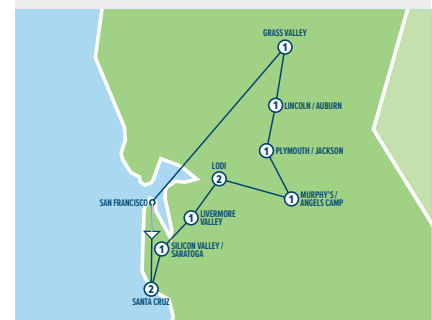 GRASS VALLEY
1
1
LINCOLN / AUBURN
1
PLYMOUTH / JACKSON
LODI
2
SAN FRANCISCO
1
MURPHY'S /
ANGELS CAMP
1
LIVERMORE
VALLEY
1
SILICON VALLEY /
SARATOGA
2
SANTA CRUZ